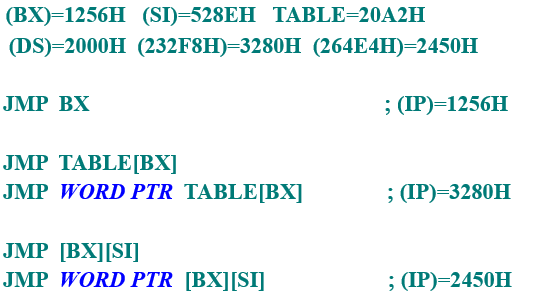 (BX)=1256H (SI)=528EH TABLE=20A2H
(DS)=2000H (232F8H)=3280H (264E4H)=2450H
JMP BX ; (IP)=1256H
JMP TABLE[BX]
JMP WORD PTR TABLE[BX] ; (IP)=3280H
JMP [BX][SI]
JMP WORD PTR [BX][SI] ; (IP)=2450H